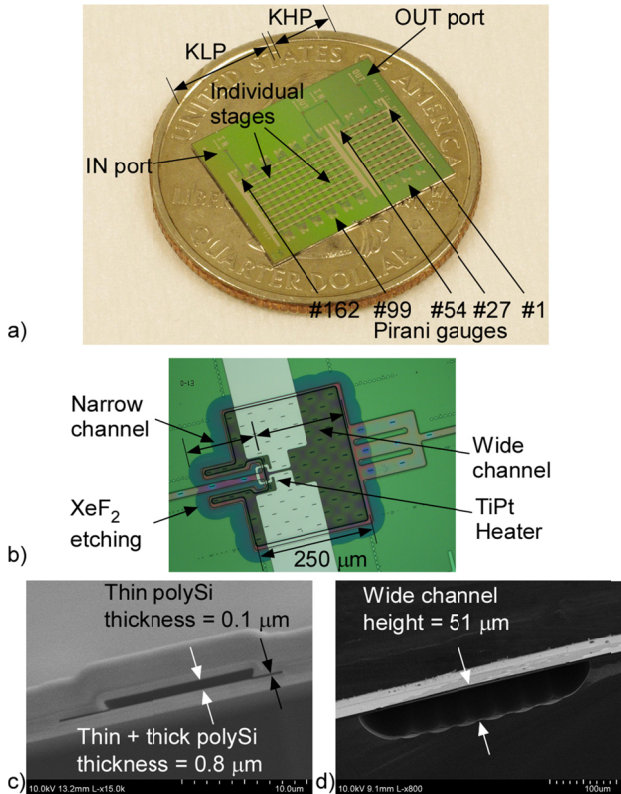 KHP
OUT port
KLP
Individual
stages
IN port
UNITED STATES OF AMERICA
LIBER
QUARTER DOLLAR
#162 #99 #54 #27 #1
Pirani gauges
a)
Narrow
channel
Wide
channel
XeF2
etching
TiPt
Heater
250 μm
b)
Thin polySi
thickness = 0.1 μm
Thin + thick polySi
thickness = 0.8 μm
c)
10.0kV 13.2mm L-x15.0k
10.0um
Wide channel
height = 51 μm
d)
10.0kV 9.1mm L-x800
100um